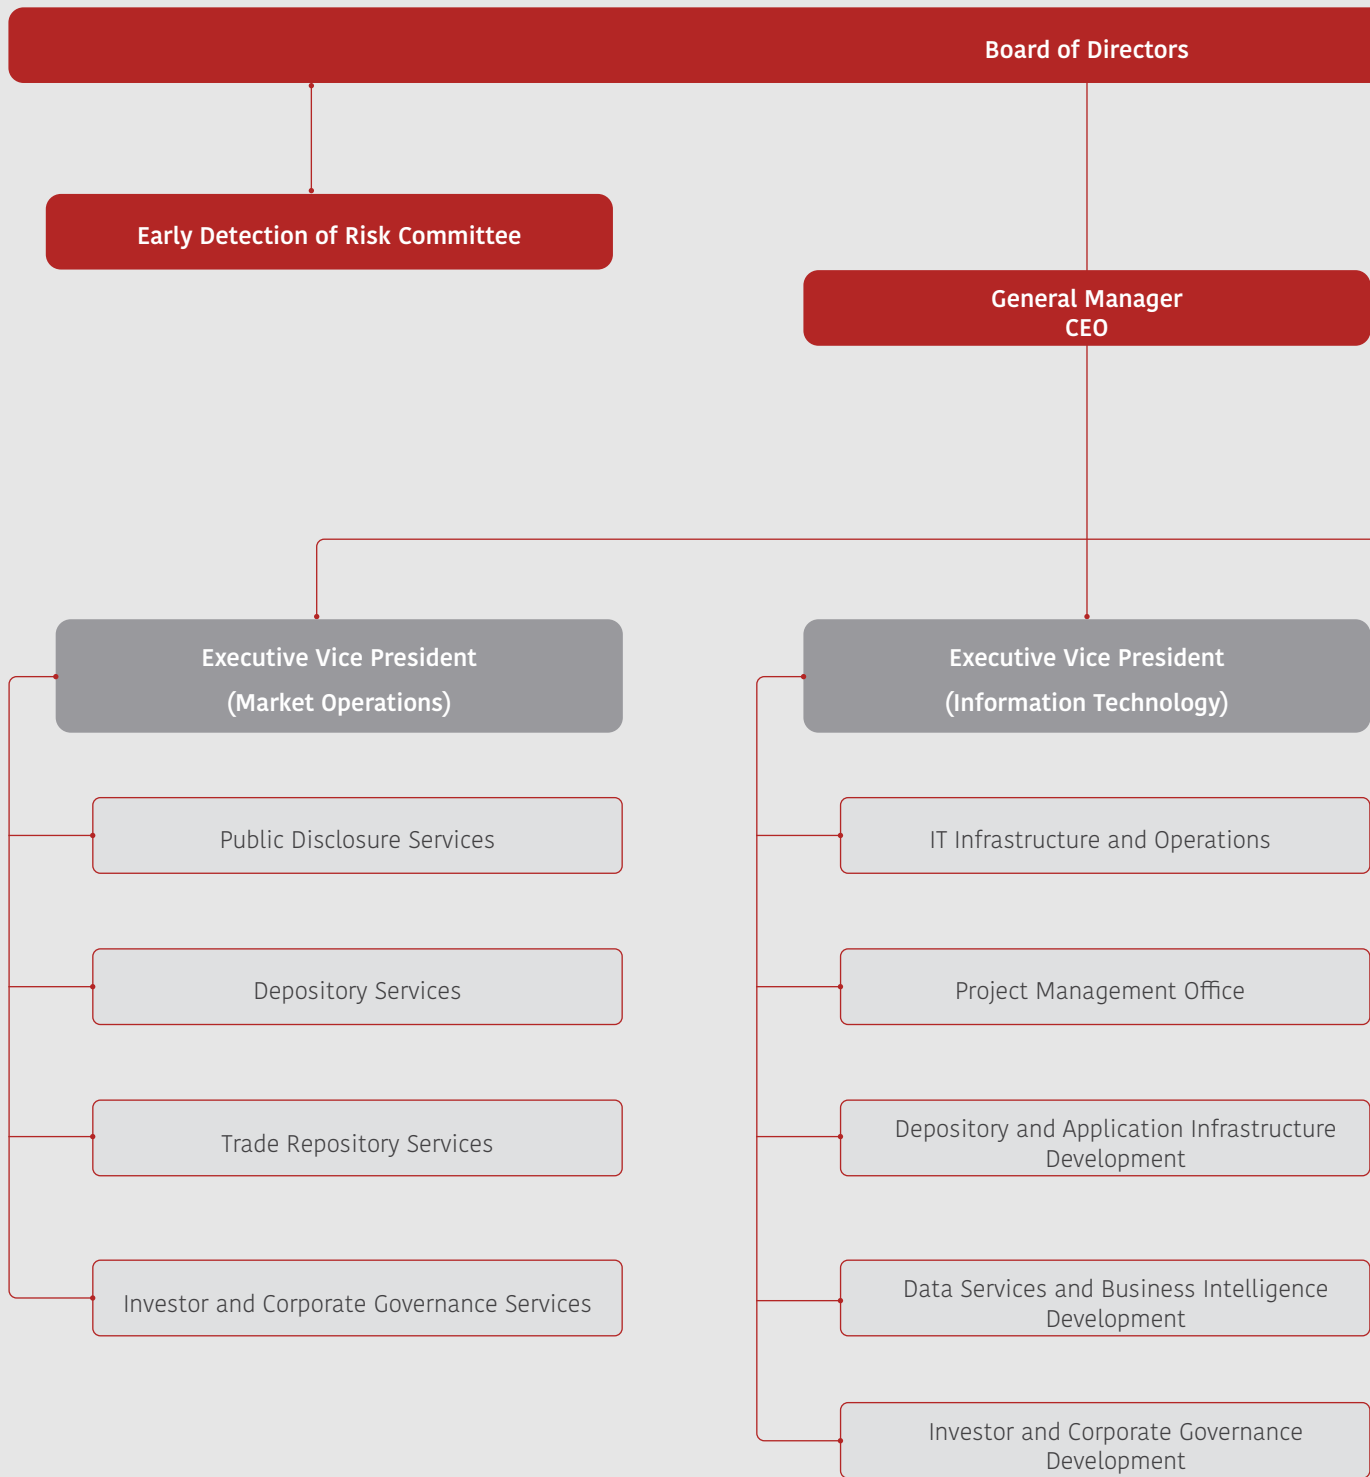 Board of Directors
Early Detection of Risk Committee
General Manager
CEO
Executive Vice President
(Market Operations)
Public Disclosure Services
Depository Services
Trade Repository Services
Investor and Corporate Governance Services
Executive Vice President
(Information Technology)
IT Infrastructure and Operations
Project Management Office
Depository and Application Infrastructure
Development
Data Services and Business Intelligence
Development
Investor and Corporate Governance
Development